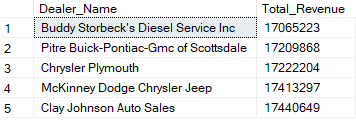 Dealer_Name Total_Revenue
1 Buddy Storbeck's Diesel Service Inc 17065223
2 Pitre Buick-Pontiac-Gmc of Scottsdale 17209868
3 Chrysler Plymouth 17222204
4 McKinney Dodge Chrysler Jeep 17413297
5 Clay Johnson Auto Sales 17440649